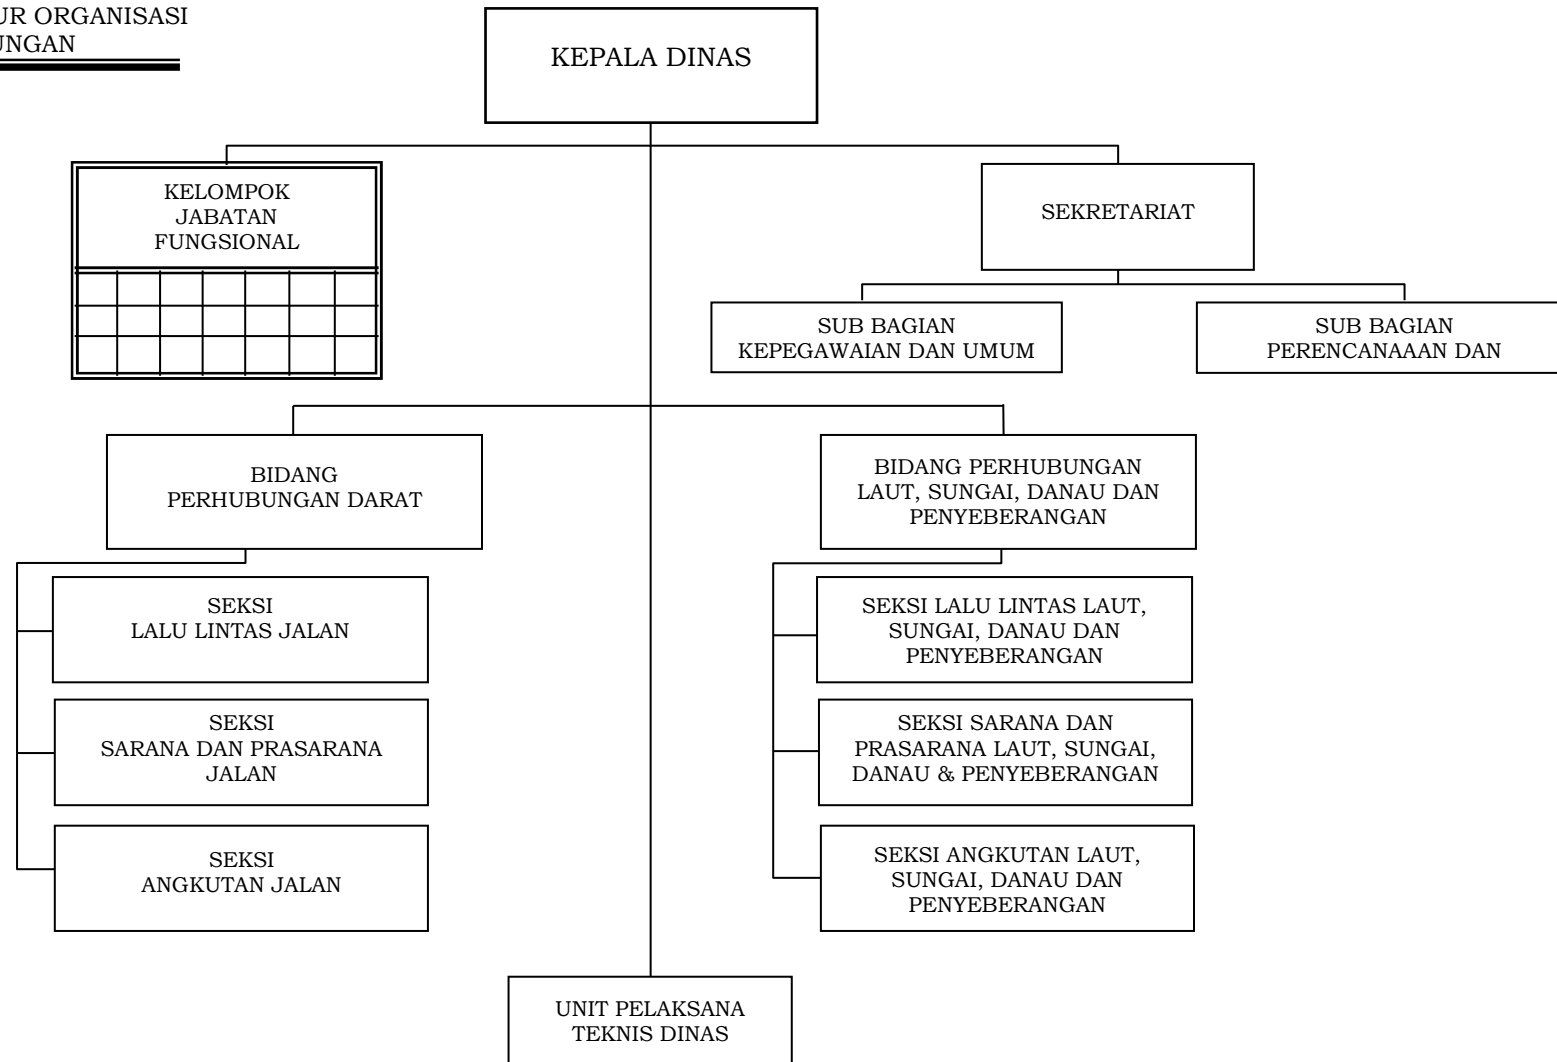 UR ORGANISASI
UNGAN
KEPALA DINAS
KELOMPOK
JABATAN
FUNGSIONAL
SEKRETARIAT
SUB BAGIAN
KEPEGAWAIAN DAN UMUM
SUB BAGIAN
PERENCANAAAN DAN
BIDANG
PERHUBUNGAN DARAT
BIDANG PERHUBUNGAN
LAUT, SUNGAI, DANAU DAN
PENYEBERANGAN
SEKSI
LALU LINTAS JALAN
SEKSI
SARANA DAN PRASARANA
JALAN
SEKSI
ANGKUTAN JALAN
SEKSI LALU LINTAS LAUT,
SUNGAI, DANAU DAN
PENYEBERANGAN
SEKSI SARANA DAN
PRASARANA LAUT, SUNGAI,
DANAU & PENYEBERANGAN
SEKSI ANGKUTAN LAUT,
SUNGAI, DANAU DAN
PENYEBERANGAN
UNIT PELAKSANA
TEKNIS DINAS